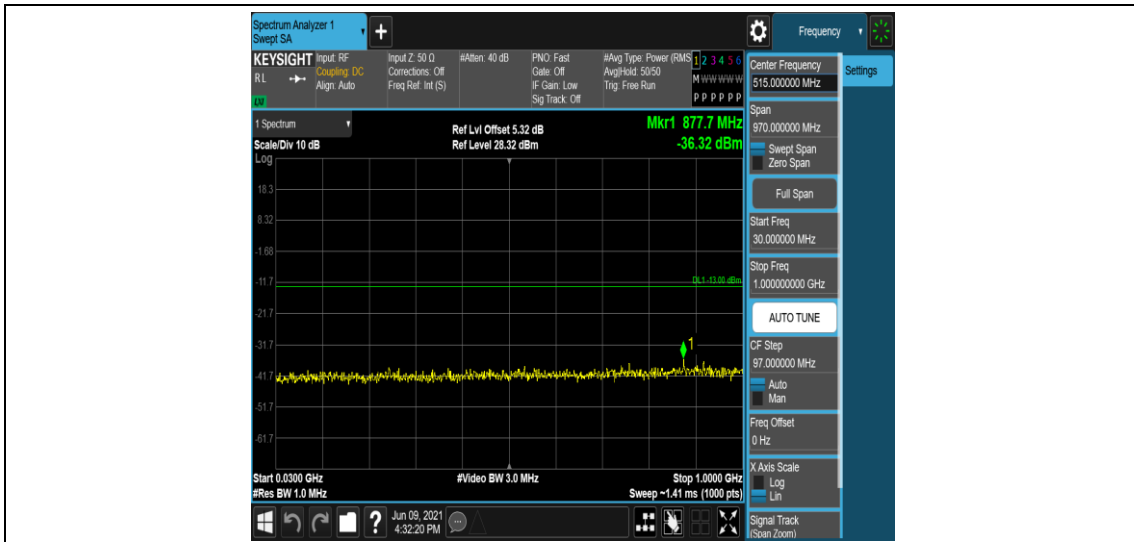 Spectrum Analyzer 1
Swept SA
+
Frequency
KEYSIGHT
RL
LXI
Input: RF
Coupling: DC
Align: Auto
Input Z: 50 Ω
Corrections: Off
Freq Ref: Int (S)
#Atten: 40 dB
PNO: Fast
Gate: Off
IF Gain: Low
Sig Track: Off
#Avg Type: Power (RMS
Avg|Hold: 50/50
Trig: Free Run
1 2 3 4 5 6
M W W W W W
P P P P P P
1 Spectrum
Scale/Div 10 dB
Log
Ref Lvl Offset 5.32 dB
Ref Level 28.32 dBm
Mkr1 877.7 MHz
-36.32 dBm
18.3
8.32
-1.68
-11.7
-21.7
-31.7
-41.7
-51.7
-61.7
DL1 -13.00 dBm
1
Start 0.0300 GHz
#Res BW 1.0 MHz
#Video BW 3.0 MHz
Stop 1.0000 GHz
Sweep ~1.41 ms (1000 pts)
Center Frequency
515.000000 MHz
Settings
Span
970.000000 MHz
Swept Span
Zero Span
Full Span
Start Freq
30.000000 MHz
Stop Freq
1.000000000 GHz
AUTO TUNE
CF Step
97.000000 MHz
Auto
Man
Freq Offset
0 Hz
X Axis Scale
Log
Lin
Signal Track
(Span Zoom)
?
Jun 09, 2021
4:32:20 PM